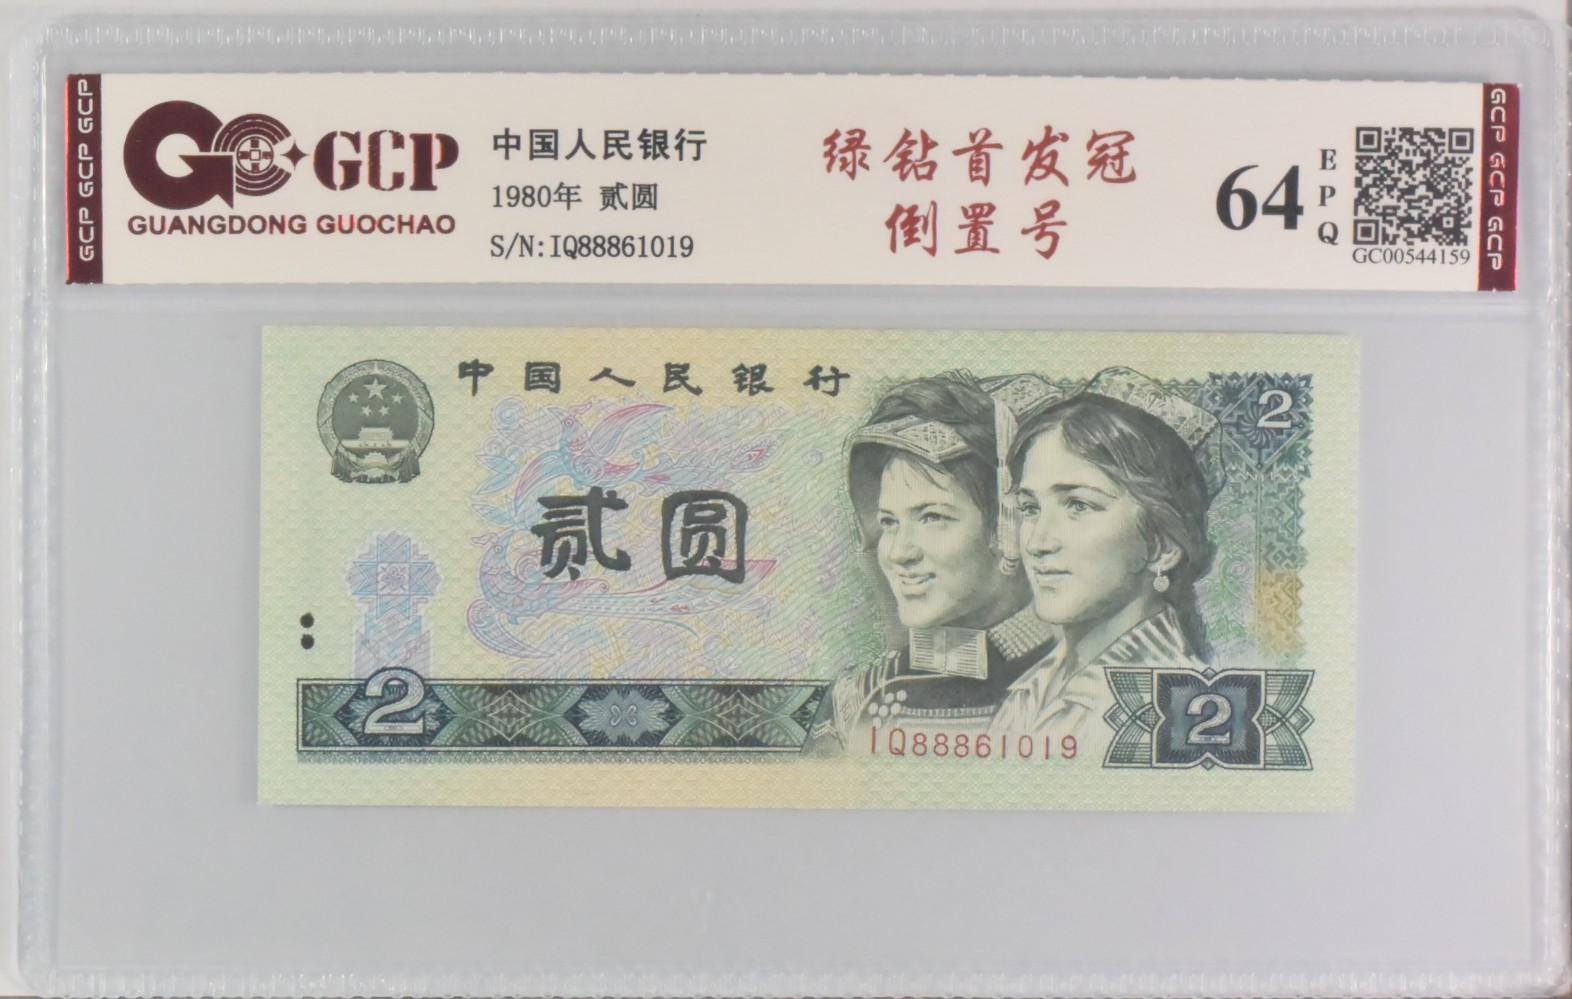 GCP GCP GCP
GCP
GUANGDONG GUOCHAO
中国人民银行
1980年 贰圆
S/N:IQ88861019
绿钻首发冠
倒置号
64
EPQ
GC00544159
GCP GCP GCP
中国人民银行
2
贰圆
2
2
IQ88861019